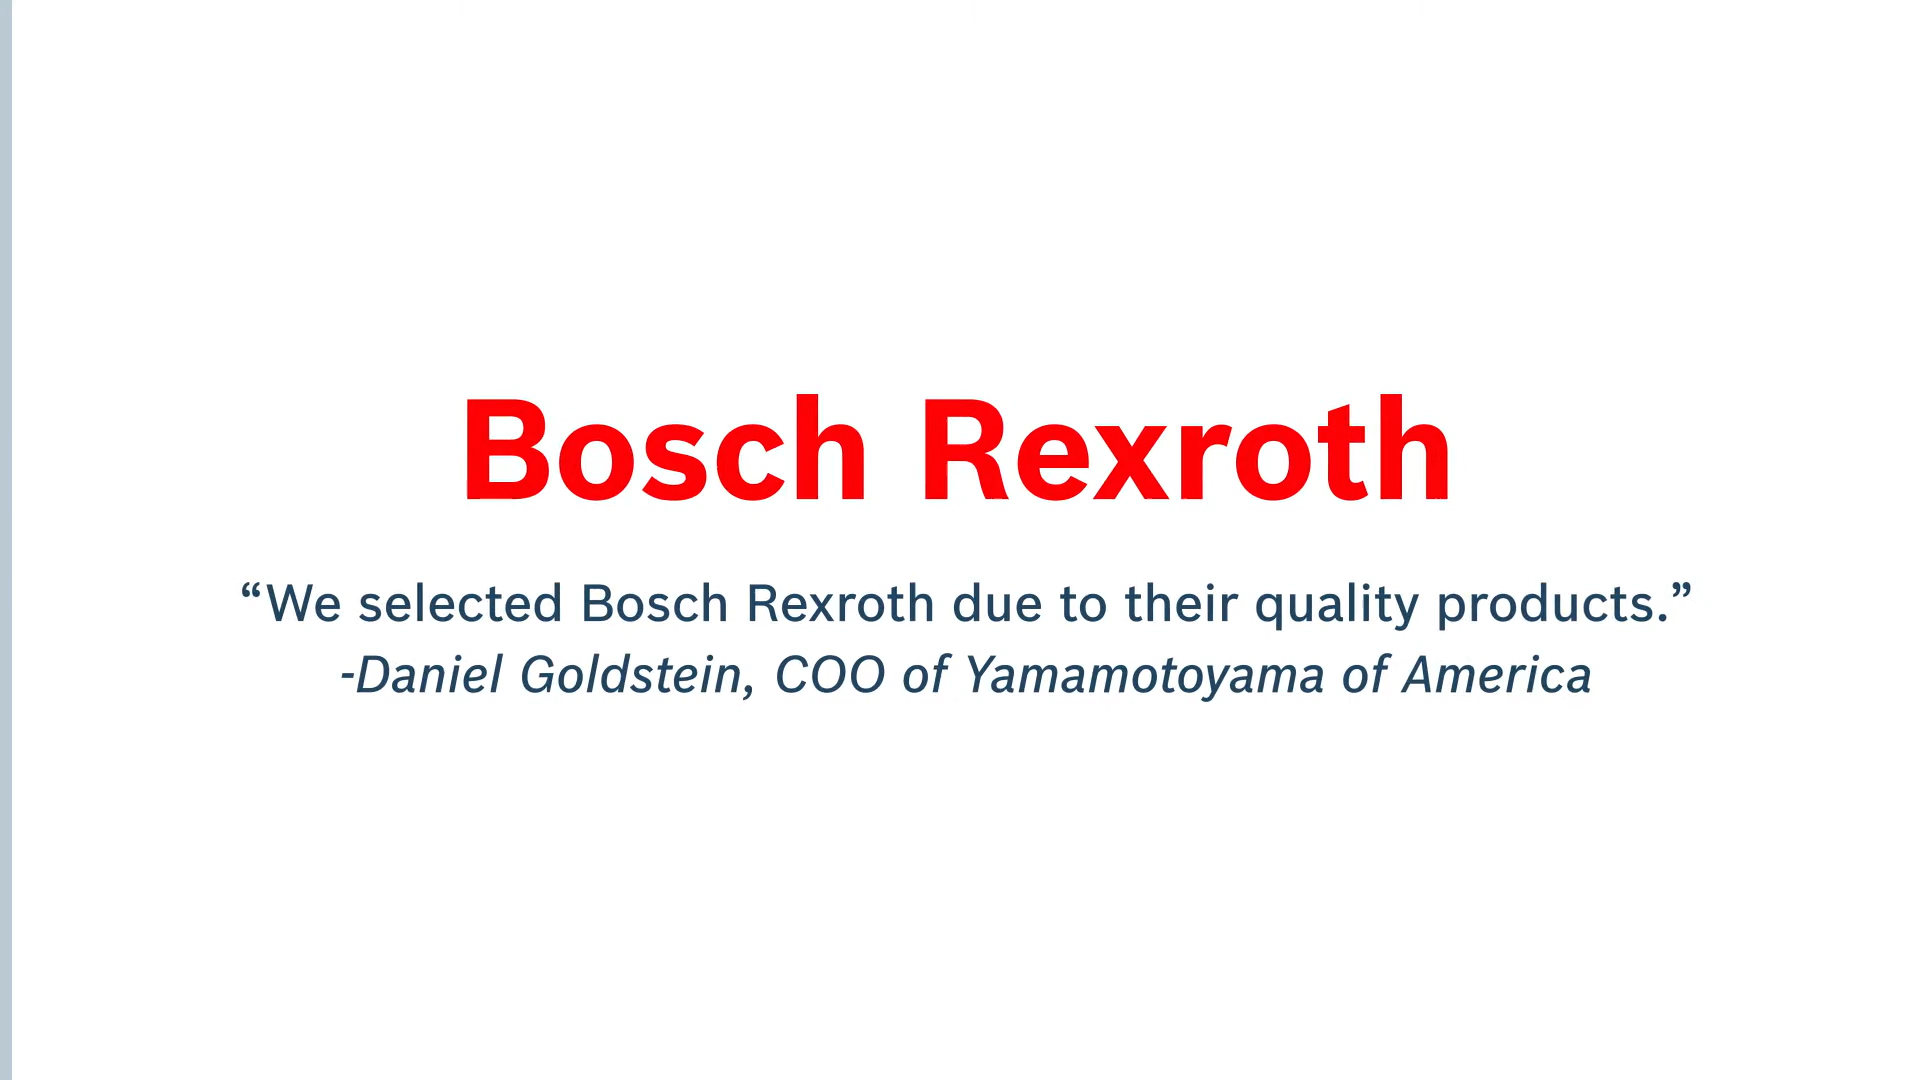 Bosch Rexroth
“We selected Bosch Rexroth due to their quality products.”
-Daniel Goldstein, COO of Yamamotoyama of America